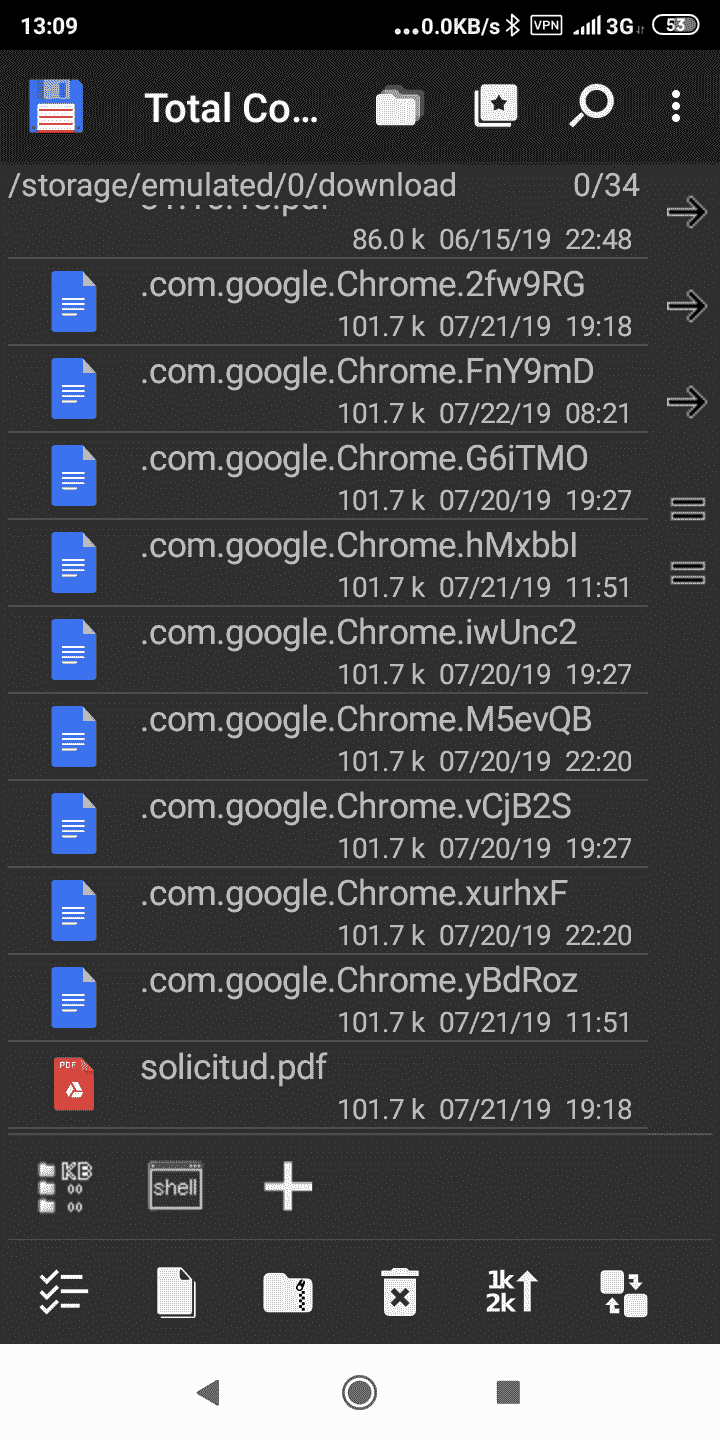 13:09
...0.0KB/s VPN 3G 53
Total Co...
/storage/emulated/0/download 0/34
86.0 k 06/15/19 22:48
.com.google.Chrome.2fw9RG
101.7 k 07/21/19 19:18
.com.google.Chrome.FnY9mD
101.7 k 07/22/19 08:21
.com.google.Chrome.G6iTMO
101.7 k 07/20/19 19:27
.com.google.Chrome.hMxbbI
101.7 k 07/21/19 11:51
.com.google.Chrome.iwUnc2
101.7 k 07/20/19 19:27
.com.google.Chrome.M5evQB
101.7 k 07/20/19 22:20
.com.google.Chrome.vCjB2S
101.7 k 07/20/19 19:27
.com.google.Chrome.xurhxF
101.7 k 07/20/19 22:20
.com.google.Chrome.yBdRoz
101.7 k 07/21/19 11:51
PDF solicitud.pdf
101.7 k 07/21/19 19:18
KB
00
00
shell
1k
2k